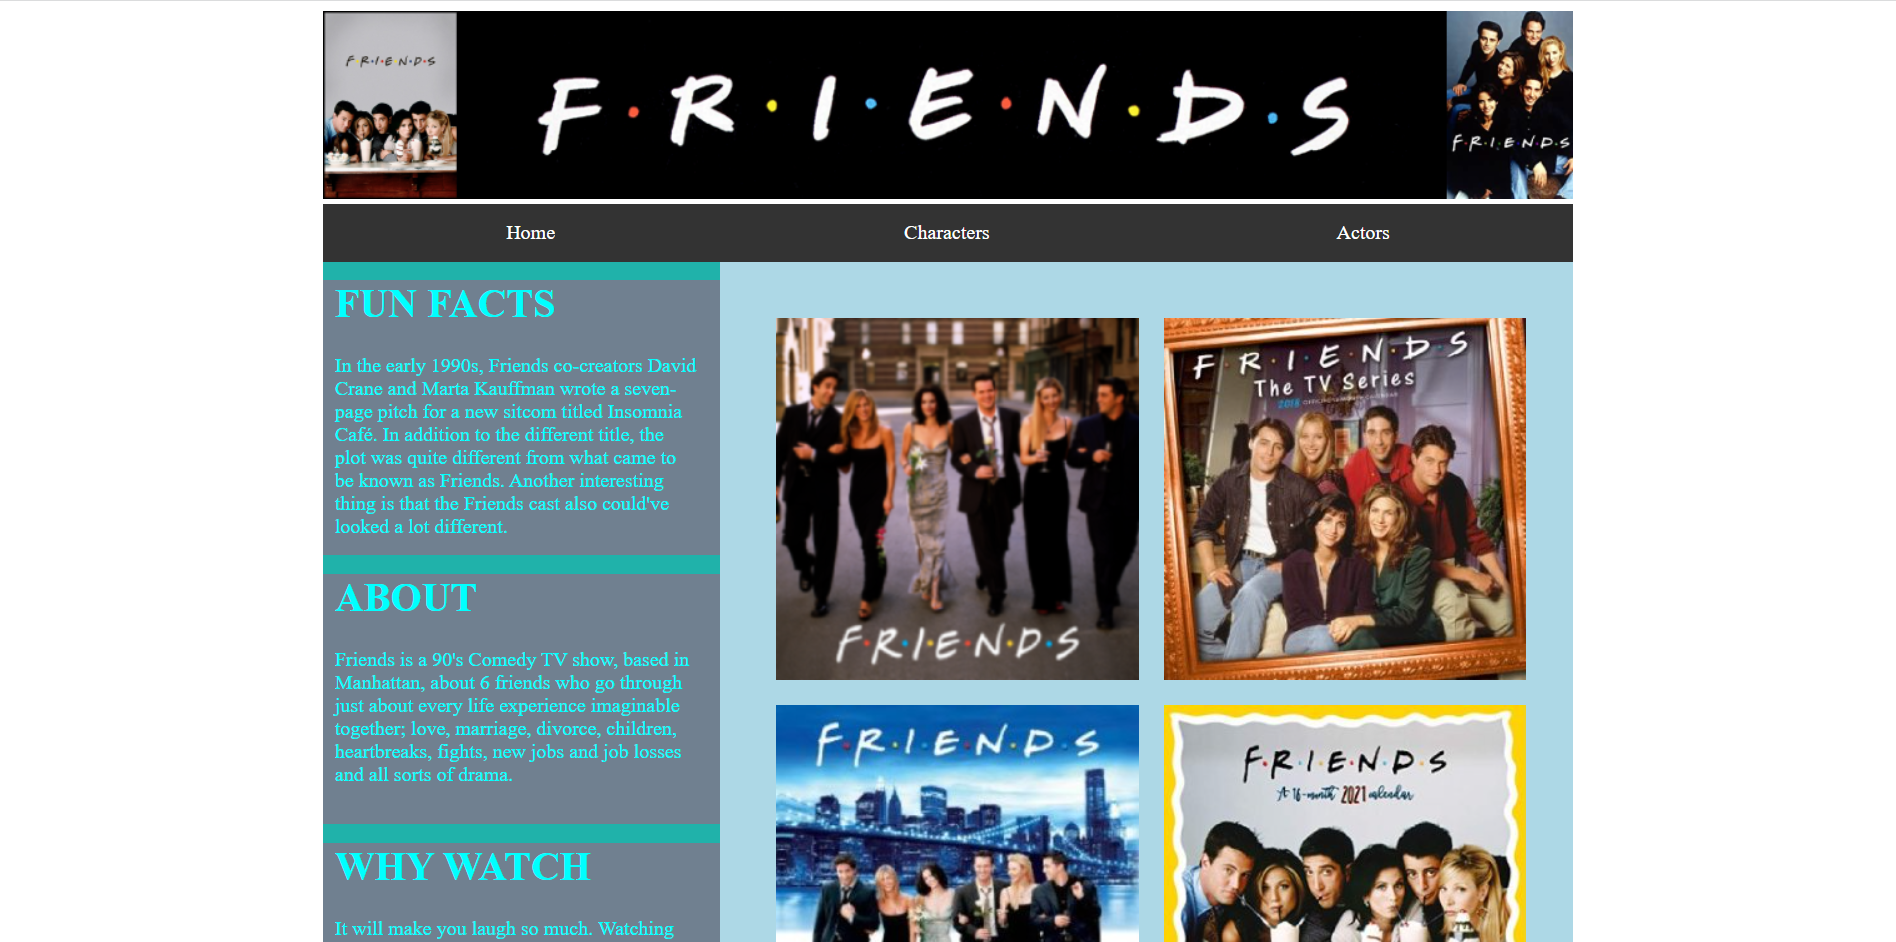 F·R·I·E·N·D·S
F·R·I·E·N·D·S
F·R·I·E·N·D·S
Home
Characters
Actors
FUN FACTS
In the early 1990s, Friends co-creators David
Crane and Marta Kauffman wrote a seven-
page pitch for a new sitcom titled Insomnia
Café. In addition to the different title, the
plot was quite different from what came to
be known as Friends. Another interesting
thing is that the Friends cast also could've
looked a lot different.
ABOUT
Friends is a 90's Comedy TV show, based in
Manhattan, about 6 friends who go through
just about every life experience imaginable
together; love, marriage, divorce, children,
heartbreaks, fights, new jobs and job losses
and all sorts of drama.
WHY WATCH
It will make you laugh so much. Watching
F·R·I·E·N·D·S
F·R·I·E·N·D·S
The TV Series
2018
F·R·I·E·N·D·S
F·R·I·E·N·D·S
A 16-month 2021 calendar